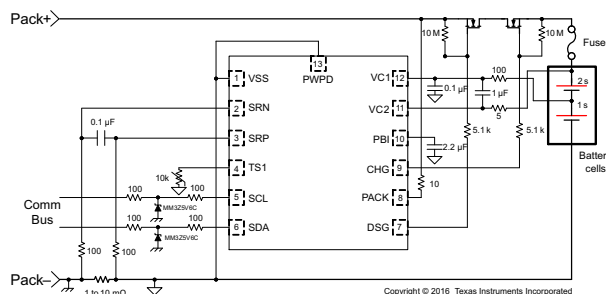 Pack+
10 M
10 M
Fuse
13
PWPD
1 VSS
VC1 12
100
2 s
0.1 µF
1 µF
2 SRN
VC2 11
5
1 s
0.1 µF
3 SRP
PBI 10
5.1 k
5.1 k
2.2 µF
4 TS1
CHG 9
10k
Comm
Bus
100
100
5 SCL
PACK 8
10
MM3Z5V6C
100
100
6 SDA
DSG 7
MM3Z5V6C
100
100
cells
Pack–
1 to 10 mΩ
Copyright © 2016 Texas Instruments Incorporated